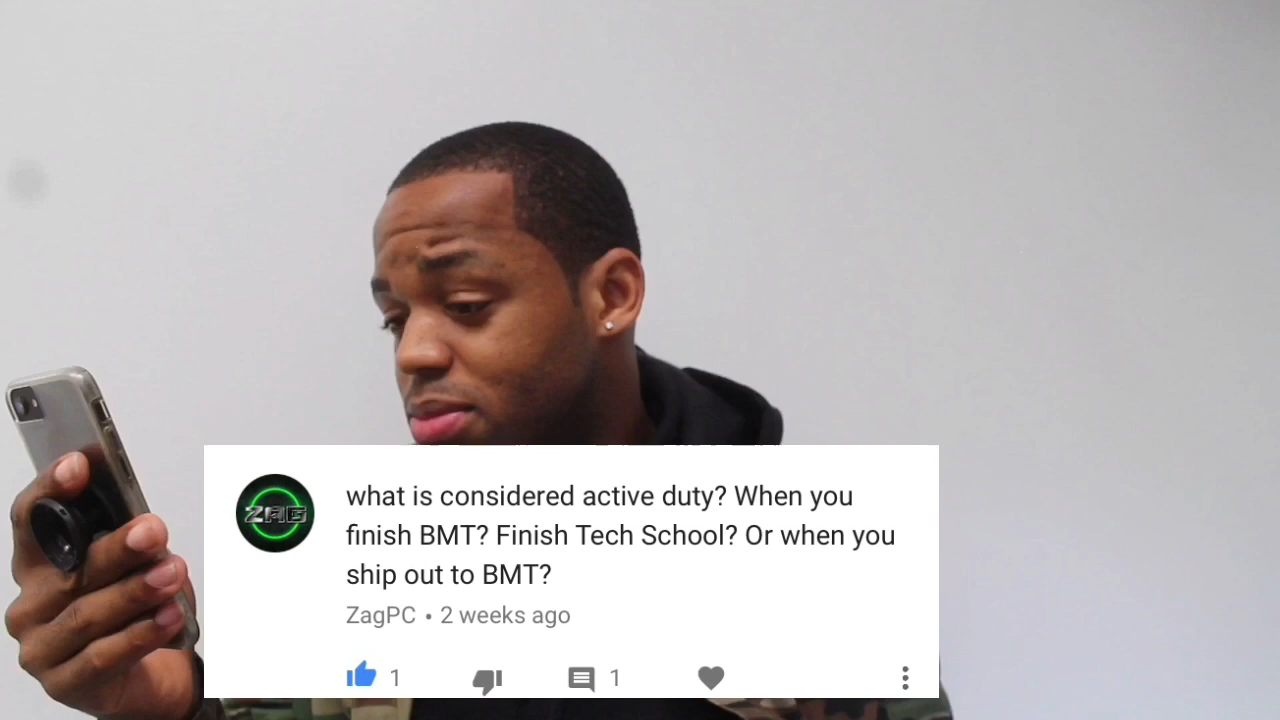 ZAG
what is considered active duty? When you
finish BMT? Finish Tech School? Or when you
ship out to BMT?
ZagPC • 2 weeks ago
1
1